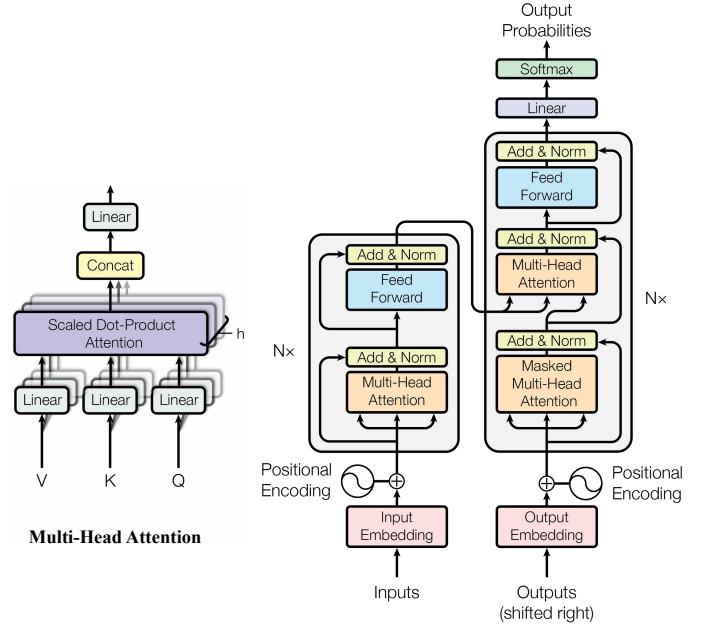 Linear
Concat
Scaled Dot-Product
Attention
h
Linear
Linear
Linear
V
K
Q
Multi-Head Attention
Add & Norm
Feed
Forward
Nx
Add & Norm
Multi-Head
Attention
Positional
Encoding
Input
Embedding
Inputs
Output
Probabilities
Softmax
Linear
Add & Norm
Feed
Forward
Add & Norm
Multi-Head
Attention
N×
Add & Norm
Masked
Multi-Head
Attention
Positional
Encoding
Output
Embedding
Outputs
(shifted right)